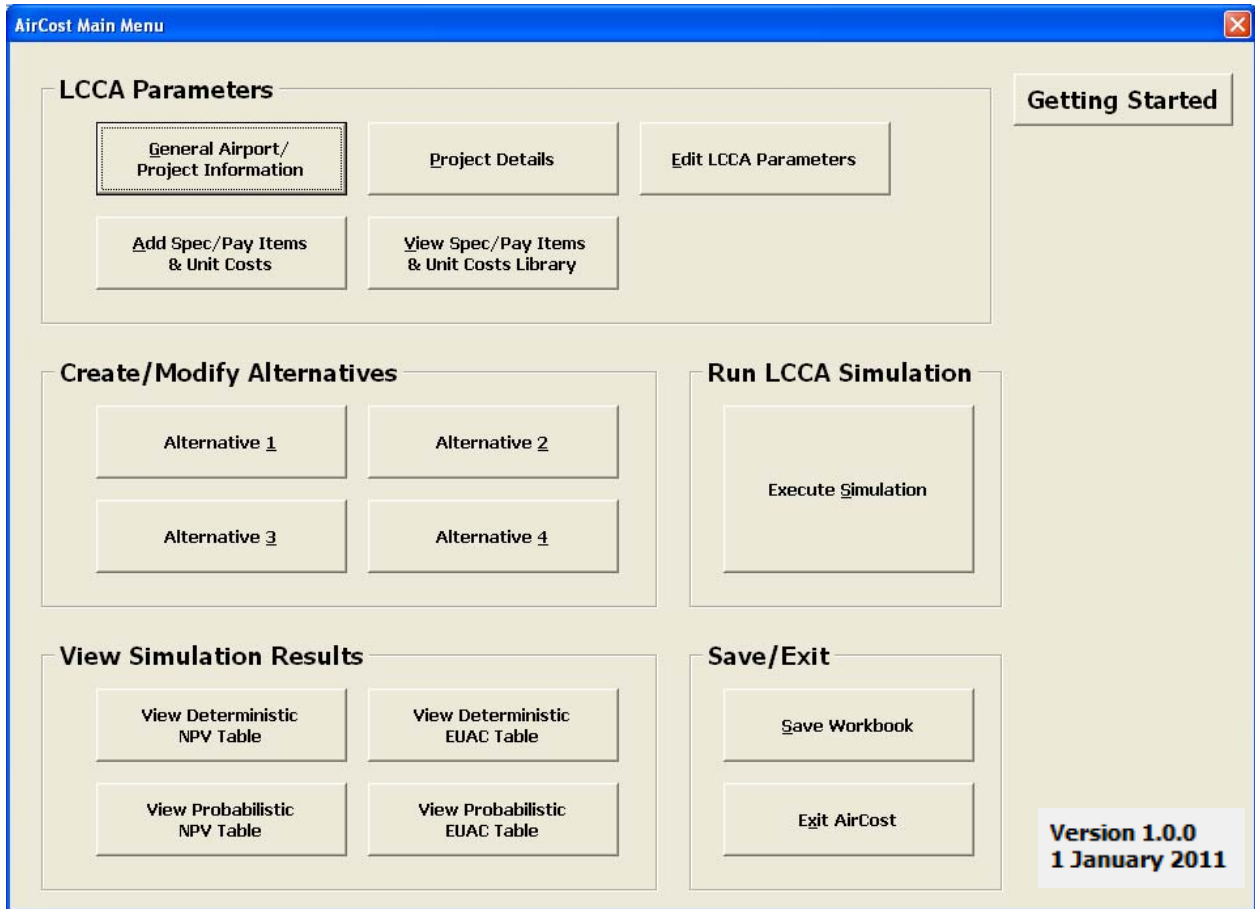 AirCost Main Menu
LCCA Parameters
Getting Started
General Airport/
Project Information
Project Details
Edit LCCA Parameters
Add Spec/Pay Items
& Unit Costs
View Spec/Pay Items
& Unit Costs Library
Create/Modify Alternatives
Alternative 1
Alternative 2
Alternative 3
Alternative 4
Run LCCA Simulation
Execute Simulation
View Simulation Results
View Deterministic
NPV Table
View Deterministic
EUAC Table
View Probabilistic
NPV Table
View Probabilistic
EUAC Table
Save/Exit
Save Workbook
Exit AirCost
Version 1.0.0
1 January 2011